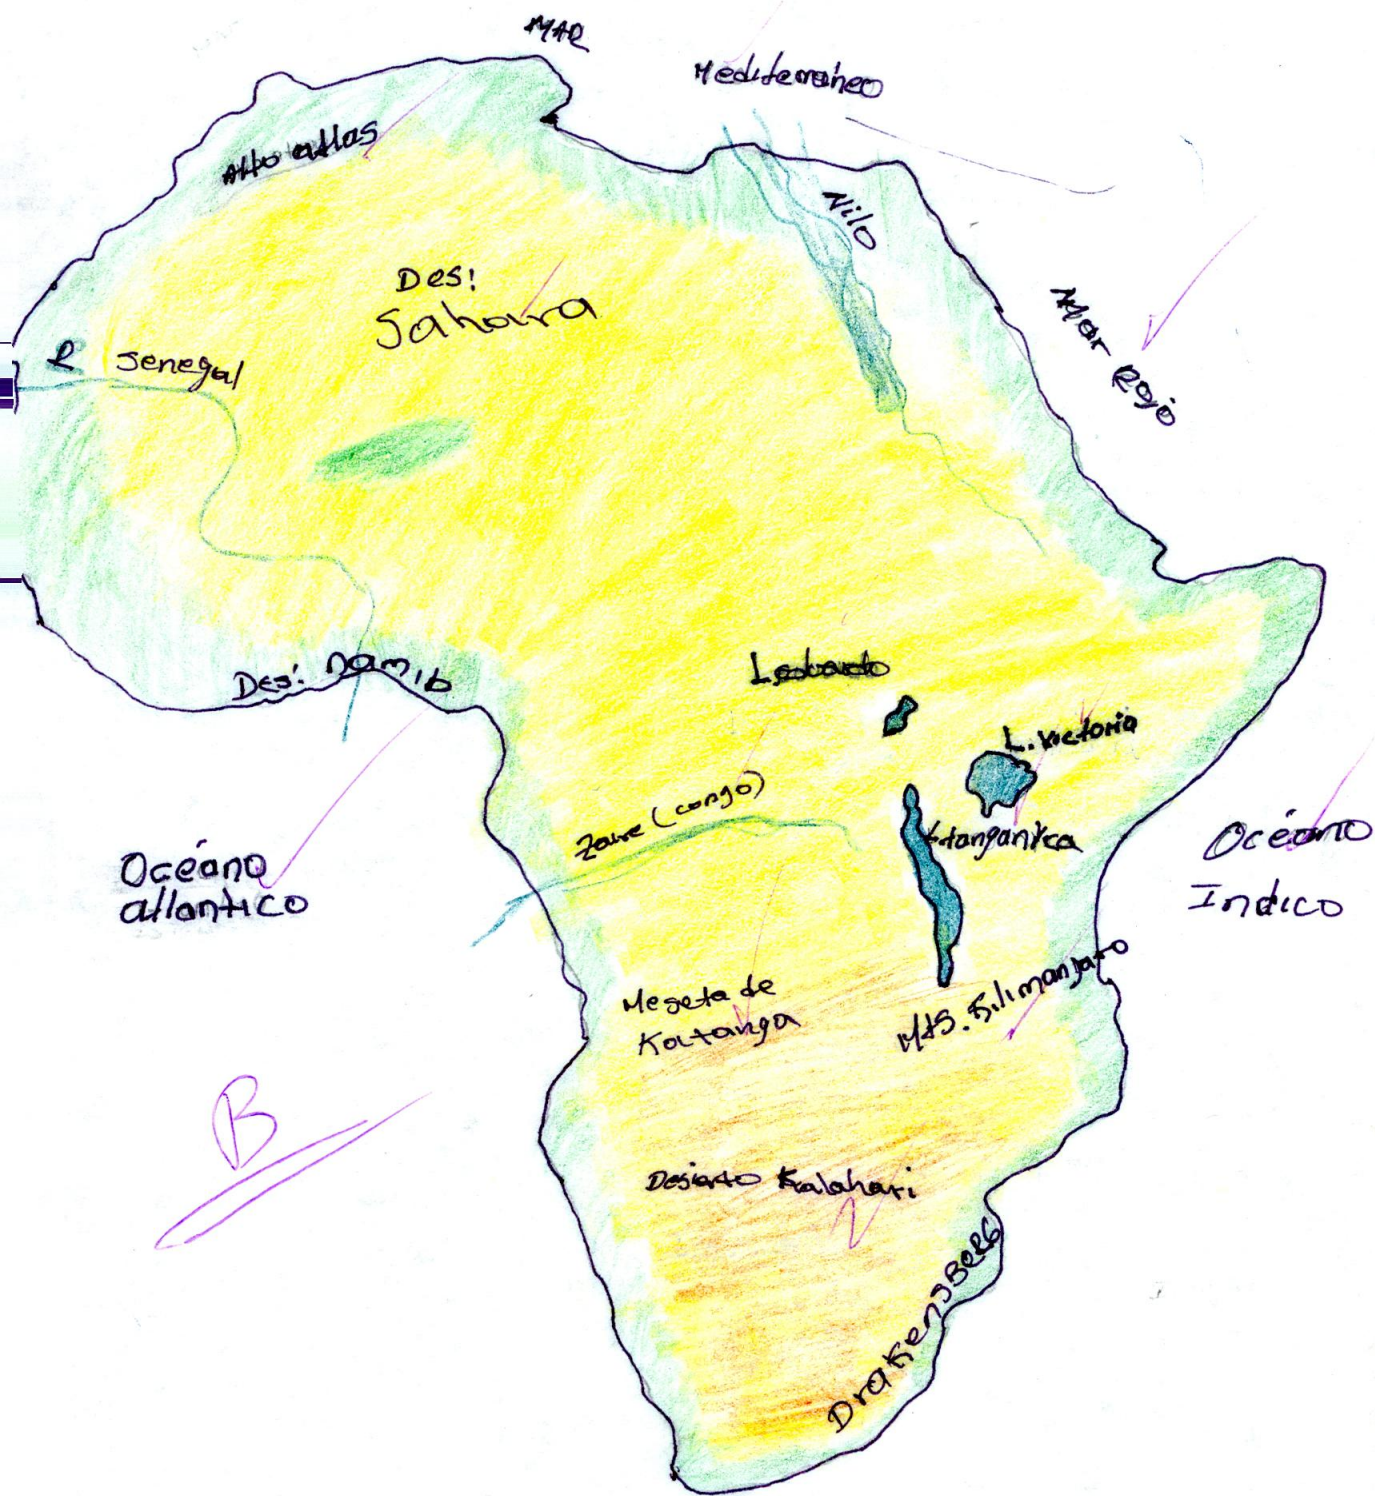 MAR
Mediterraneo
Alto atlas
Nilo
Des:
Sahara
Mar Rojo
R Senegal
Des: namib
L. Victoria
Zaire (congo)
tanganica
Océano
atlantico
Océano
Indico
Meseta de
Katanga
Mts. Kilimanjaro
B
Desierto Kalahari
DrakensBERG